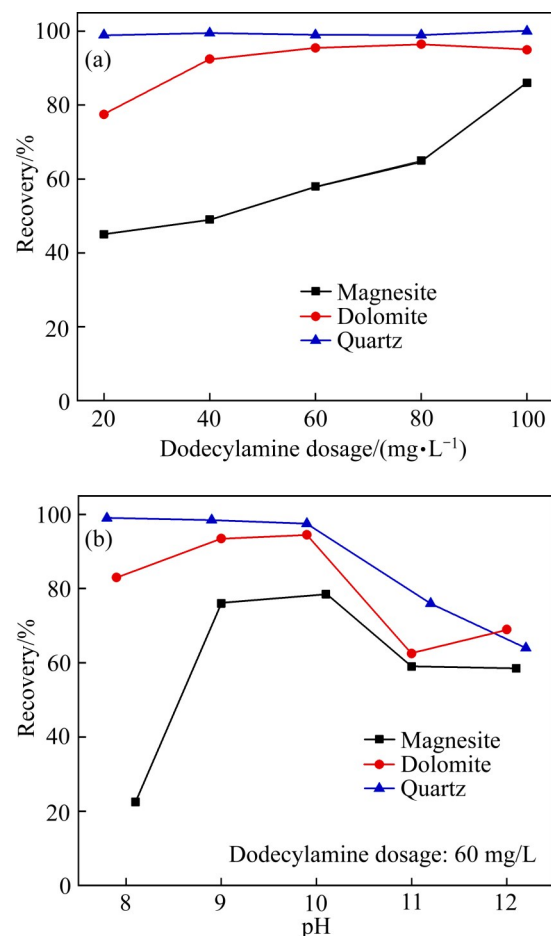 100
(a)
80
60
40
20
0
Recovery/%
Magnesite
Dolomite
Quartz
20 40 60 80 100
Dodecylamine dosage/(mg•L⁻¹)
100
(b)
80
60
40
20
0
Recovery/%
Magnesite
Dolomite
Quartz
Dodecylamine dosage: 60 mg/L
8 9 10 11 12
pH